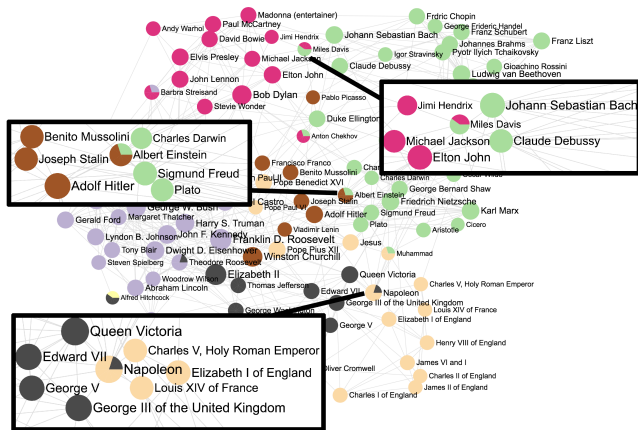 Madonna (entertainer)
Andy Warhol
Paul McCartney
David Bowie
Jimi Hendrix
Miles Davis
Elvis Presley
Michael Jackson
John Lennon
Elton John
Barbra Streisand
Bob Dylan
Stevie Wonder
Pablo Picasso
Duke Ellington
Anton Chekhov
Frdric Chopin
George Frideric Handel
Johann Sebastian Bach
Franz Schubert
Johannes Brahms
Franz Liszt
Igor Stravinsky
Pyotr Ilyich Tchaikovsky
Claude Debussy
Gioachino Rossini
Ludwig van Beethoven
Jimi Hendrix
Johann Sebastian Bach
Miles Davis
Michael Jackson
Claude Debussy
Elton John
Benito Mussolini
Charles Darwin
Joseph Stalin
Albert Einstein
Sigmund Freud
Adolf Hitler
Plato
Francisco Franco
Benito Mussolini
Pope Benedict XVI
Albert Einstein
George Bernard Shaw
Castro
Joseph Stalin
Friedrich Nietzsche
Pope Paul VI
Adolf Hitler
Sigmund Freud
Karl Marx
Vladimir Lenin
Plato
Cicero
Aristotle
George W. Bush
Margaret Thatcher
Gerald Ford
Harry S. Truman
Lyndon B. Johnson
John F. Kennedy
Franklin D. Roosevelt
Jesus
Tony Blair
Dwight D. Eisenhower
Pope Pius XII
Muhammad
Steven Spielberg
Theodore Roosevelt
Winston Churchill
Woodrow Wilson
Elizabeth II
Queen Victoria
Abraham Lincoln
Thomas Jefferson
Alfred Hitchcock
Edward VII
Napoleon
Charles V, Holy Roman Emperor
George III of the United Kingdom
Louis XIV of France
George V
Elizabeth I of England
Henry VIII of England
James VI and I
Oliver Cromwell
Charles II of England
James II of England
Charles I of England
Queen Victoria
Edward VII
Charles V, Holy Roman Emperor
Napoleon
Elizabeth I of England
George V
Louis XIV of France
George III of the United Kingdom